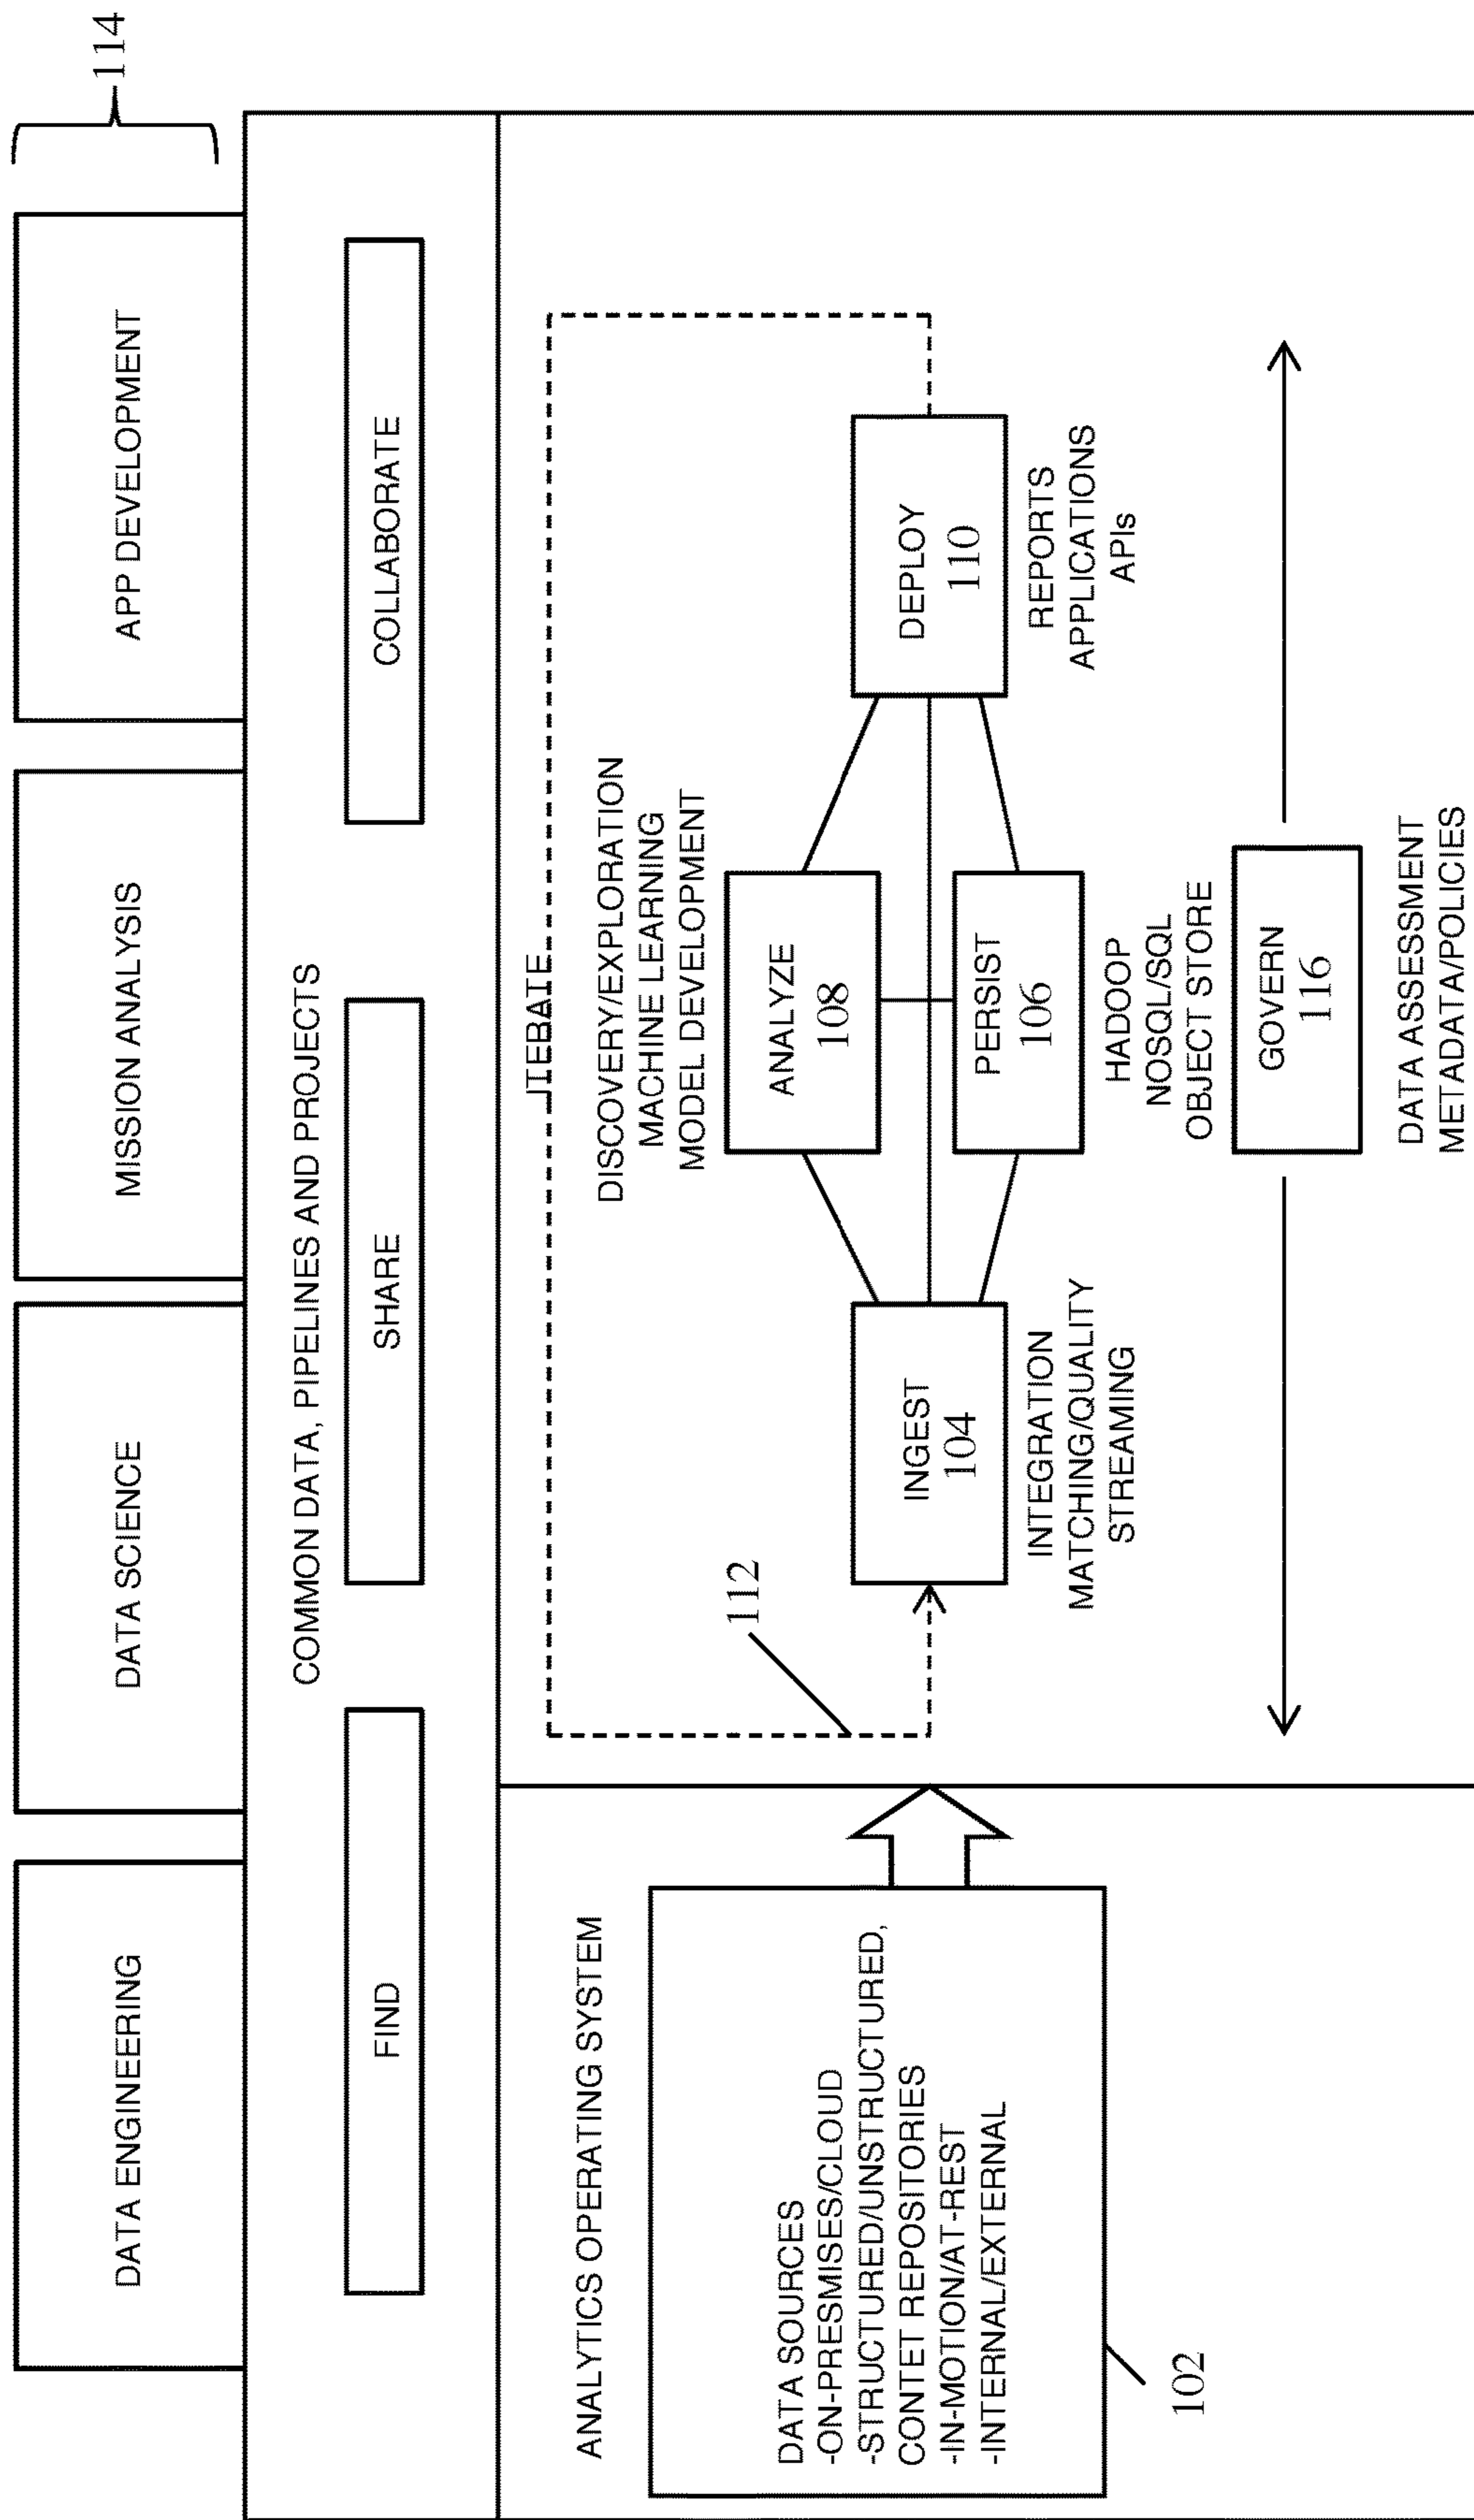 114
DATA ENGINEERING
DATA SCIENCE
MISSION ANALYSIS
APP DEVELOPMENT
COMMON DATA, PIPELINES AND PROJECTS
FIND
SHARE
COLLABORATE
ANALYTICS OPERATING SYSTEM
DATA SOURCES
-ON-PRESMISES/CLOUD
-STRUCTURED/UNSTRUCTURED,
CONTET REPOSITORIES
-IN-MOTION/AT-REST
-INTERNAL/EXTERNAL
102
112
DISCOVERY/EXPLORATION
MACHINE LEARNING
MODEL DEVELOPMENT
ANALYZE
108
INGEST
104
INTEGRATION
MATCHING/QUALITY
STREAMING
PERSIST
106
HADOOP
NOSQL/SQL
OBJECT STORE
DEPLOY
110
REPORTS
APPLICATIONS
APIs
GOVERN
116
DATA ASSESSMENT
METADATA/POLICIES